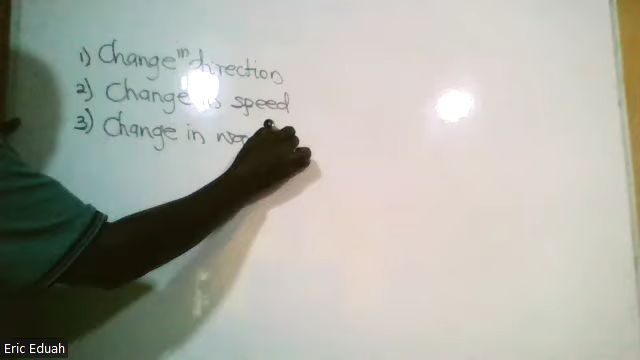 1) Change in direction
2) Change in speed
3) Change in
Eric Eduah